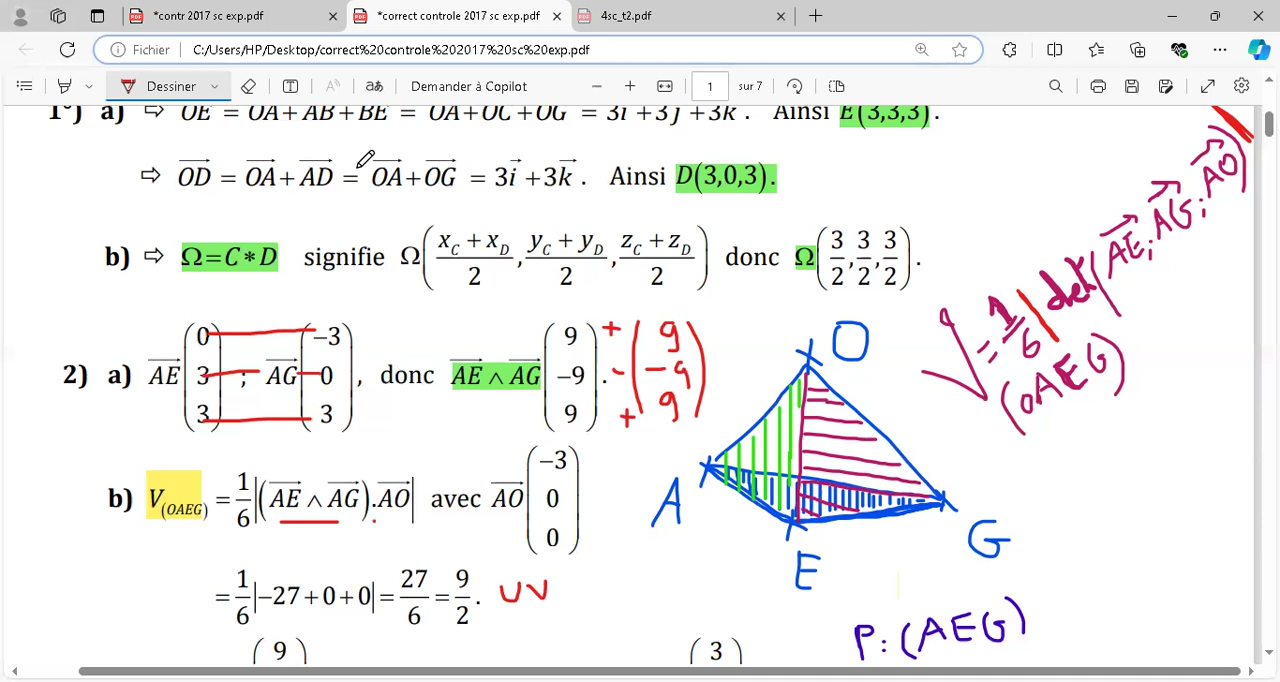 *contr 2017 sc exp.pdf × *correct controle 2017 sc exp.pdf × 4sc_t2.pdf × +
Fichier C:/Users/HP/Desktop/correct%20controle%202017%20sc%20exp.pdf
Dessiner Demander à Copilot 1 sur 7
1°) a) ⇨ OE = OA + AB + BE = OA + OC + OG = 3i + 3j + 3k. Ainsi E(3,3,3).
⇨ OD = OA + AD = OA + OG = 3i + 3k. Ainsi D(3,0,3).
b) ⇨ Ω = C * D signifie Ω((x_C + x_D)/2, (y_C + y_D)/2, (z_C + z_D)/2) donc Ω(3/2, 3/2, 3/2).
2) a) AE(0 3 3) ; AG(−3 0 3), donc AE ∧ AG(9 −9 9). + - + (9 -9 9)
b) V(OAEG) = 1/6 |(AE ∧ AG).AO| avec AO(−3 0 0)
= 1/6 |−27 + 0 + 0| = 27/6 = 9/2. UV
(9 (3
O
A
E
G
V(OAEG) = 1/6 |det(AE; AG; AO)|
P: (AEG)